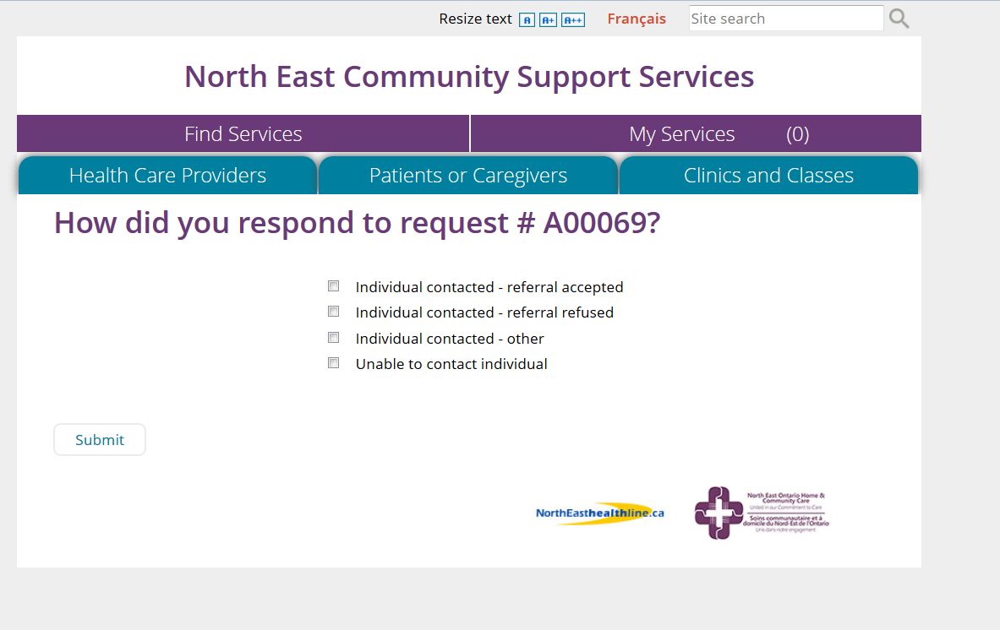 Resize text A A+ A++ Français Site search
North East Community Support Services
Find Services My Services (0)
Health Care Providers Patients or Caregivers Clinics and Classes
How did you respond to request # A00069?
Individual contacted - referral accepted
Individual contacted - referral refused
Individual contacted - other
Unable to contact individual
Submit
NorthEasthealthline.ca
North East Ontario Home &
Community Care
United in our Commitment to Care
Soins communautaire et à
domicile du Nord-Est de l'Ontario
Unis dans notre engagement